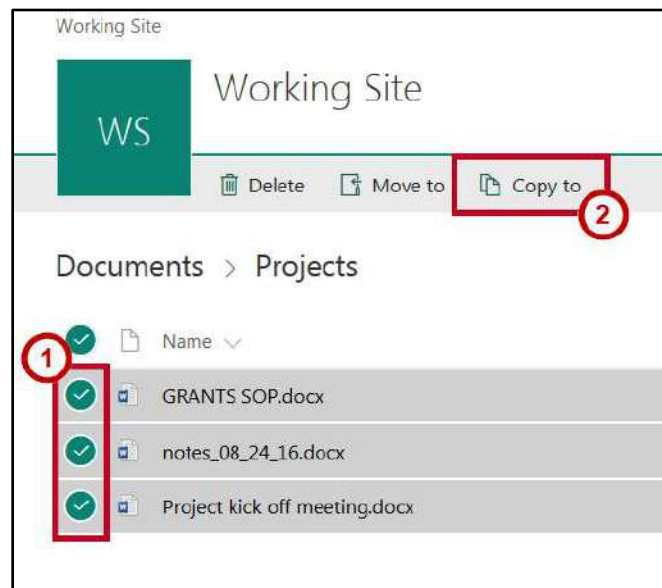 Working Site
WS
Working Site
Delete Move to Copy to
2
Documents > Projects
1
Name
GRANTS SOP.docx
notes_08_24_16.docx
Project kick off meeting.docx